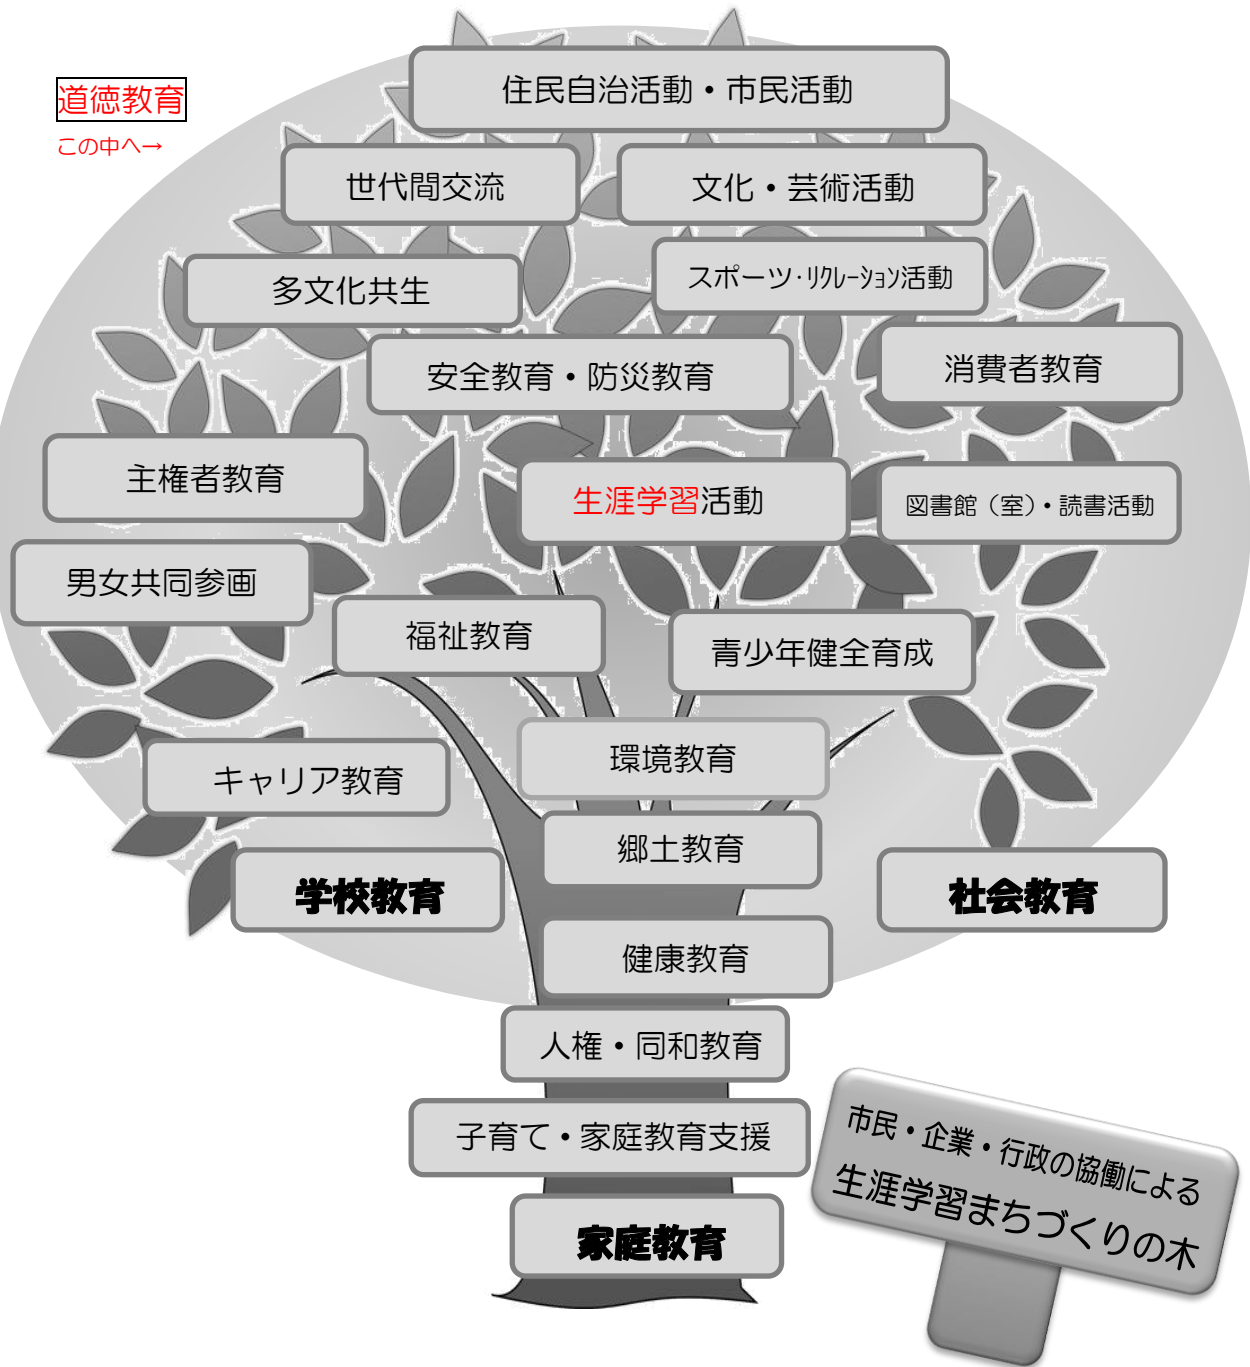 住民自治活動・市民活動
道徳教育
この中へ→
世代間交流
文化・芸術活動
多文化共生
スポーツ・リクレーション活動
安全教育・防災教育
消費者教育
主権者教育
生涯学習活動
図書館（室）・読書活動
男女共同参画
福祉教育
青少年健全育成
環境教育
キャリア教育
郷土教育
学校教育
社会教育
健康教育
人権・同和教育
子育て・家庭教育支援
市民・企業・行政の協働による
生涯学習まちづくりの木
家庭教育